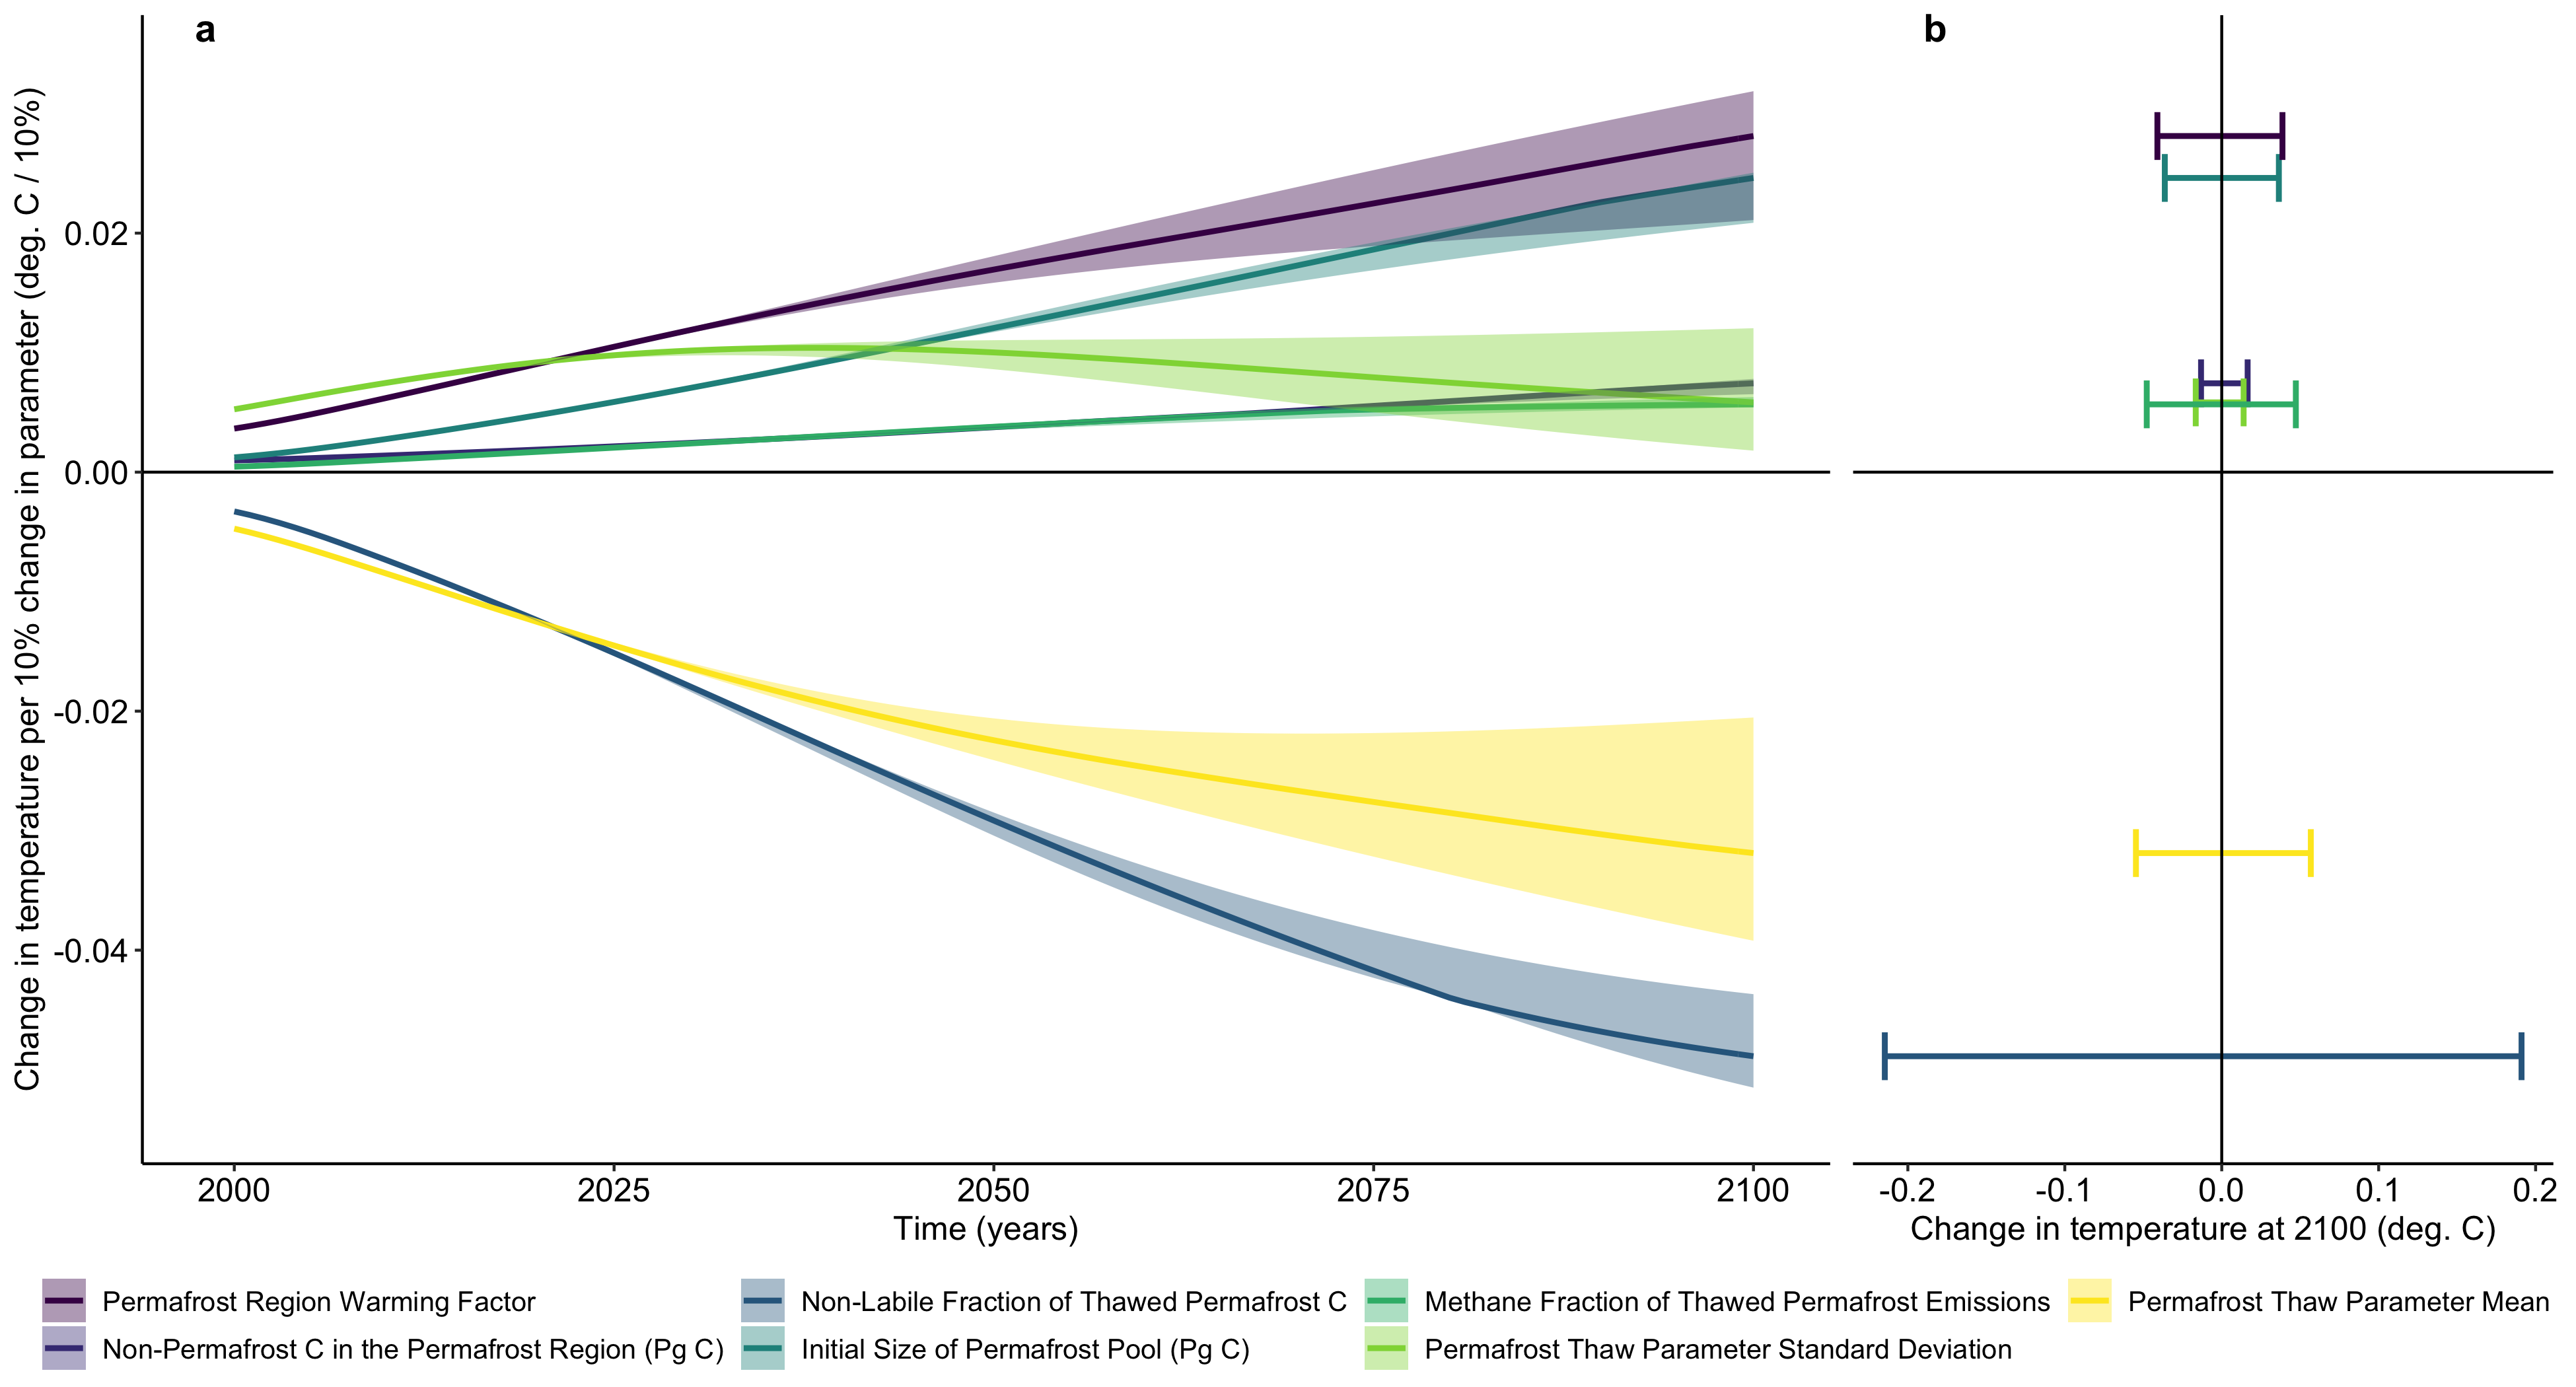 a
b
Change in temperature per 10% change in parameter (deg. C / 10%)
0.02
0.00
-0.02
-0.04
2000 2025 2050 2075 2100
Time (years)
-0.2 -0.1 0.0 0.1 0.2
Change in temperature at 2100 (deg. C)
Permafrost Region Warming Factor
Non-Labile Fraction of Thawed Permafrost C
Methane Fraction of Thawed Permafrost Emissions
Permafrost Thaw Parameter Mean
Non-Permafrost C in the Permafrost Region (Pg C)
Initial Size of Permafrost Pool (Pg C)
Permafrost Thaw Parameter Standard Deviation